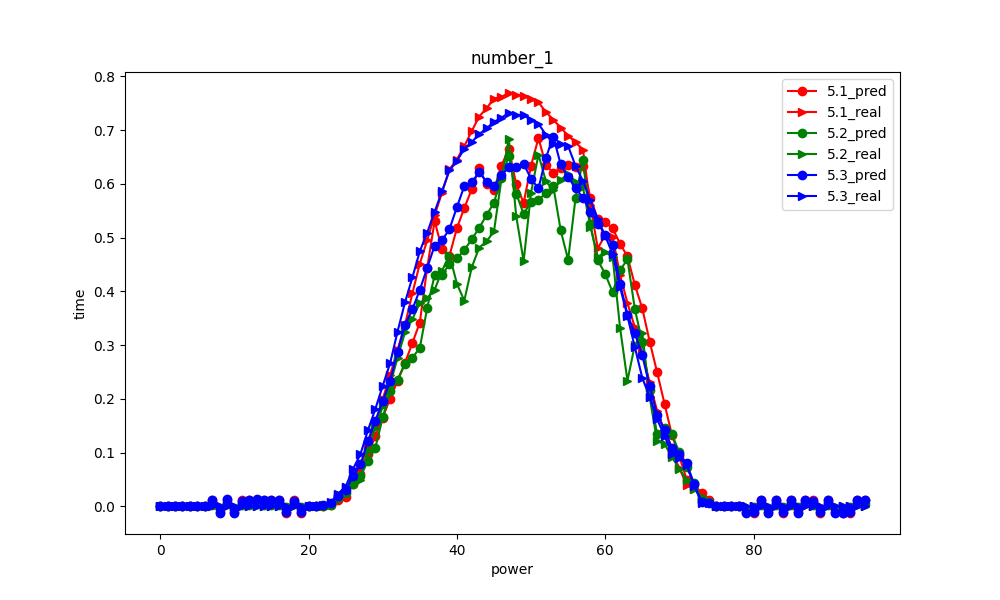 number_1
0.8
0.7
0.6
0.5
0.4
0.3
0.2
0.1
0.0
time
5.1_pred
5.1_real
5.2_pred
5.2_real
5.3_pred
5.3_real
0 20 40 60 80
power